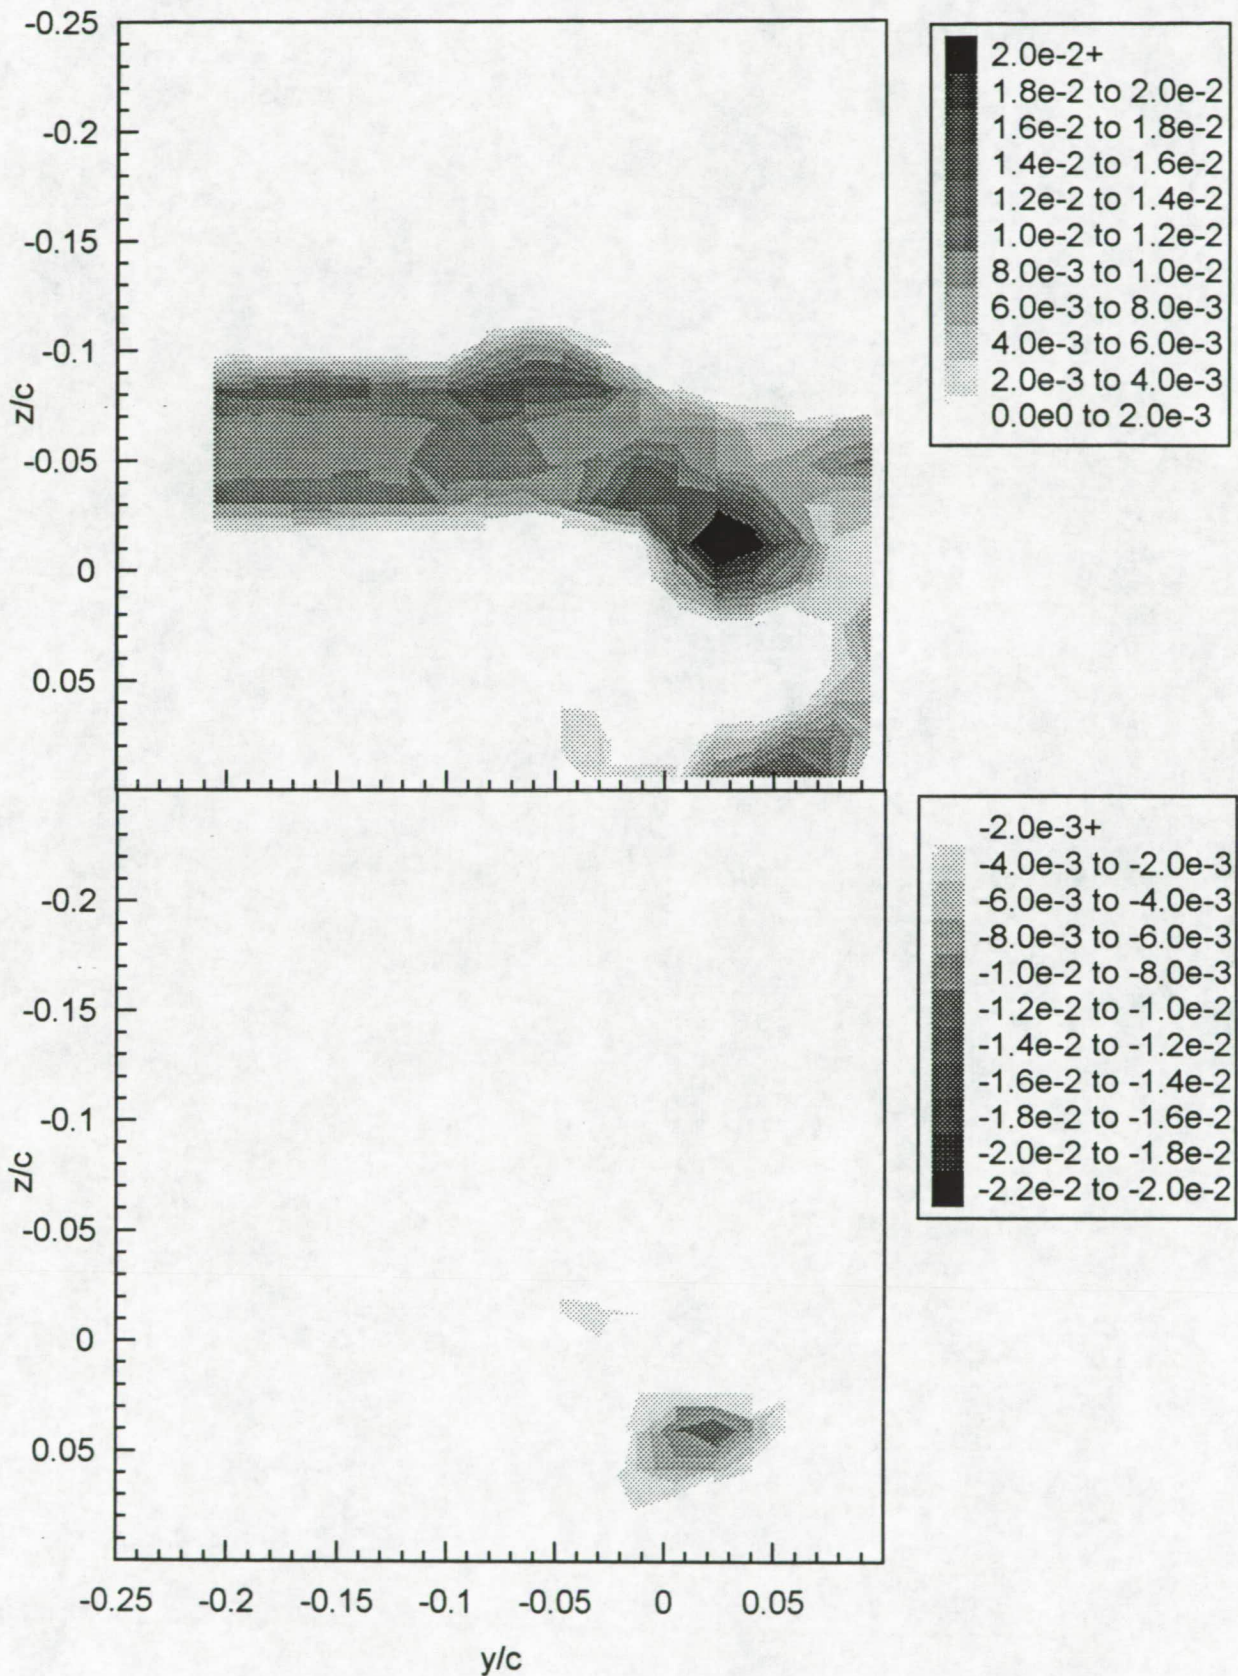 -0.25
-0.2
-0.15
-0.1
-0.05
0
0.05
z/c
2.0e-2+
1.8e-2 to 2.0e-2
1.6e-2 to 1.8e-2
1.4e-2 to 1.6e-2
1.2e-2 to 1.4e-2
1.0e-2 to 1.2e-2
8.0e-3 to 1.0e-2
6.0e-3 to 8.0e-3
4.0e-3 to 6.0e-3
2.0e-3 to 4.0e-3
0.0e0 to 2.0e-3
-0.2
-0.15
-0.1
-0.05
0
0.05
z/c
-2.0e-3+
-4.0e-3 to -2.0e-3
-6.0e-3 to -4.0e-3
-8.0e-3 to -6.0e-3
-1.0e-2 to -8.0e-3
-1.2e-2 to -1.0e-2
-1.4e-2 to -1.2e-2
-1.6e-2 to -1.4e-2
-1.8e-2 to -1.6e-2
-2.0e-2 to -1.8e-2
-2.2e-2 to -2.0e-2
-0.25 -0.2 -0.15 -0.1 -0.05 0 0.05
y/c